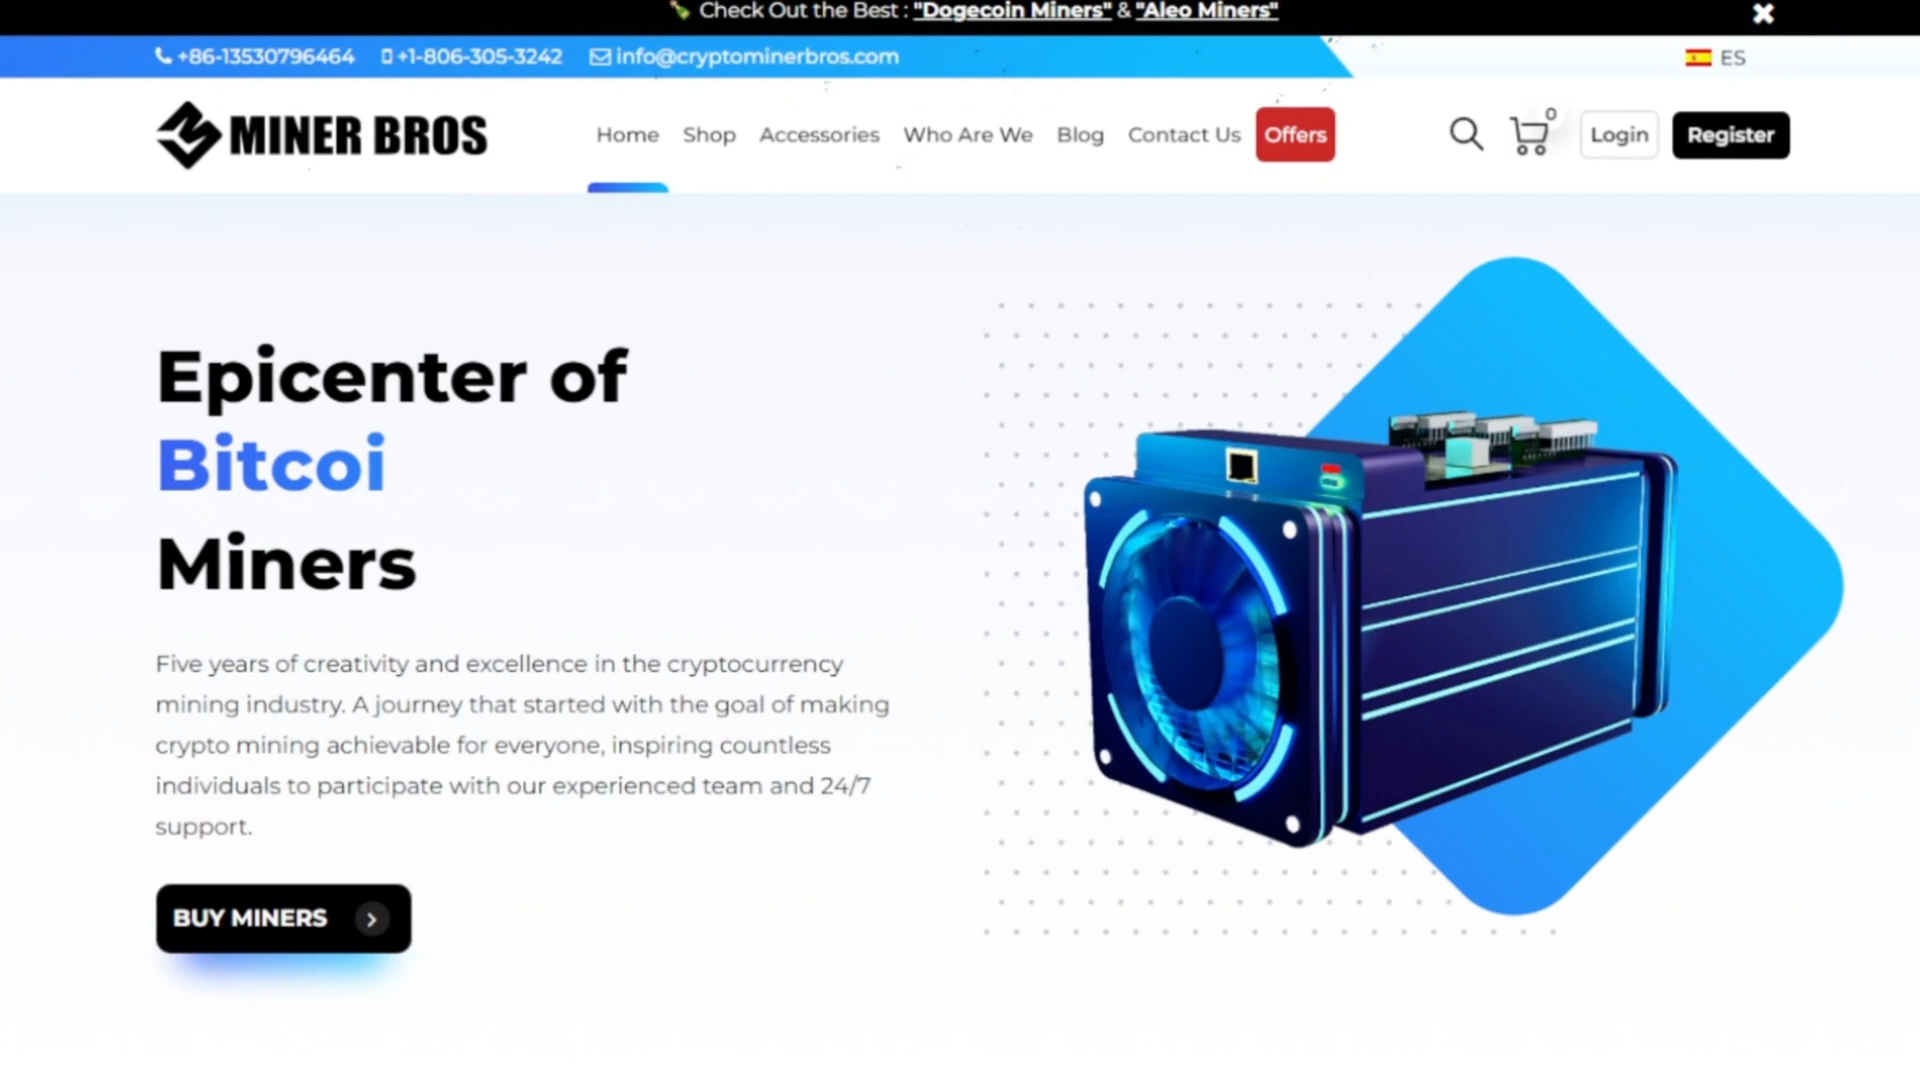 Check Out the Best : "Dogecoin Miners" & "Aleo Miners"
+86-13530796464 +1-806-305-3242 info@cryptominerbros.com
ES
MINER BROS
Home Shop Accessories Who Are We Blog Contact Us Offers
0
Login Register
Epicenter of
Bitcoi
Miners
Five years of creativity and excellence in the cryptocurrency
mining industry. A journey that started with the goal of making
crypto mining achievable for everyone, inspiring countless
individuals to participate with our experienced team and 24/7
support.
BUY MINERS